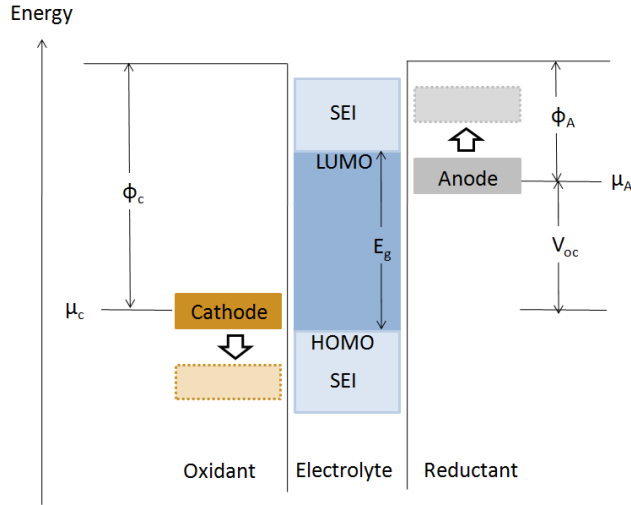 Energy
SEI
LUMO
ϕA
Anode
μA
ϕc
Eg
Voc
μc
Cathode
HOMO
SEI
Oxidant
Electrolyte
Reductant